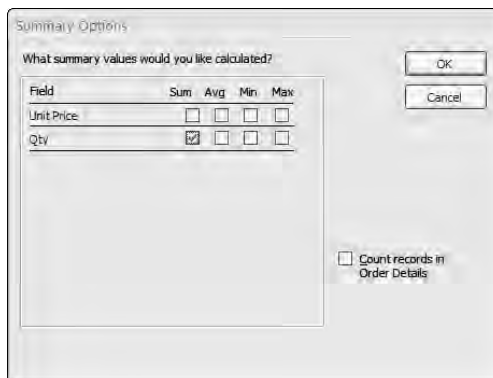 Summary Options
What summary values would you like calculated?
OK
Cancel
Field Sum Avg Min Max
Unit Price
Qty
Count records in
Order Details